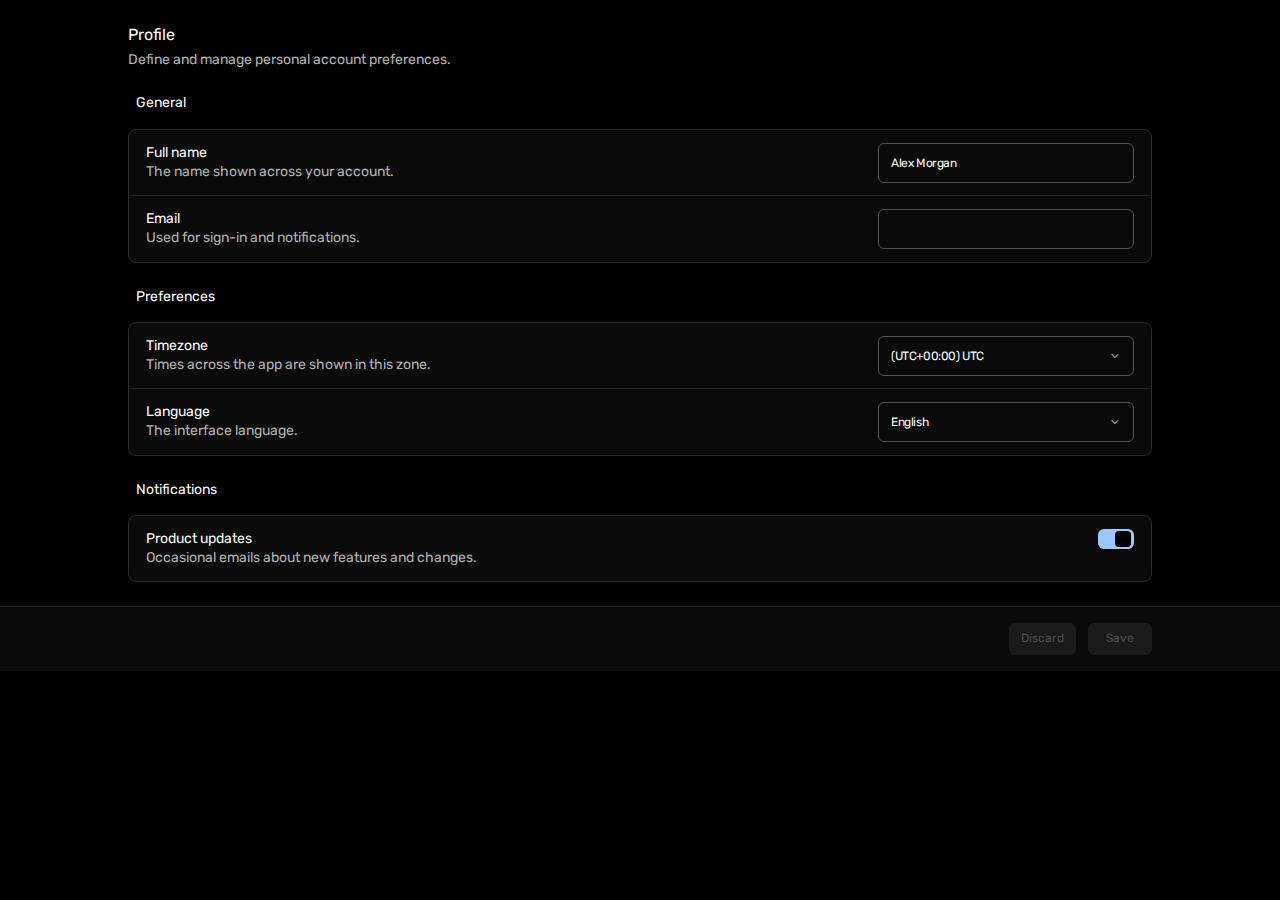 Profile
Define and manage personal account preferences.
General
Full name
The name shown across your account.
Alex Morgan
Email
Used for sign-in and notifications.
Preferences
Timezone
Times across the app are shown in this zone.
(UTC+00:00) UTC
Language
The interface language.
English
Notifications
Product updates
Occasional emails about new features and changes.
Discard
Save